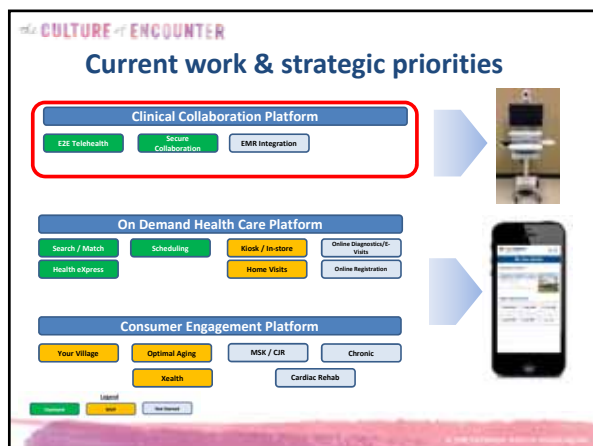 the CULTURE of ENCOUNTER
Current work & strategic priorities
Clinical Collaboration Platform
E2E Telehealth
Secure
Collaboration
EMR Integration
On Demand Health Care Platform
Search / Match
Scheduling
Kiosk / In-store
Online Diagnostics/E-
Visits
Health eXpress
Home Visits
Online Registration
Consumer Engagement Platform
Your Village
Optimal Aging
MSK / CJR
Chronic
Xealth
Cardiac Rehab
Legend
Not Started